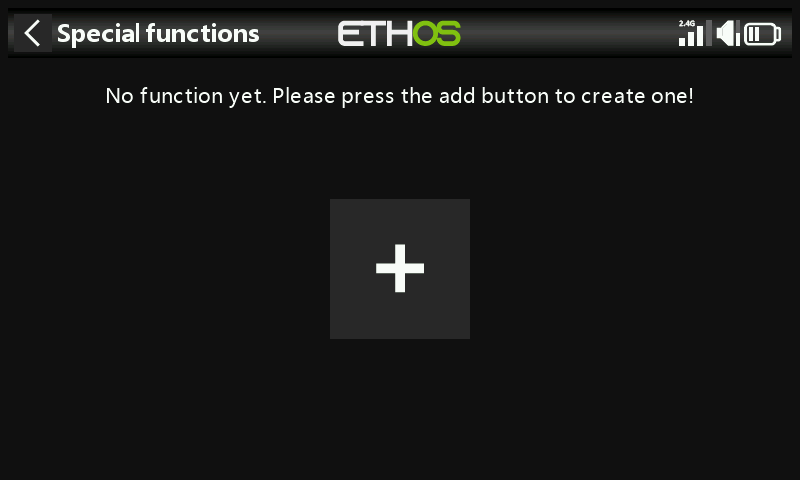 Special functions
ETHOS
2.4G
No function yet. Please press the add button to create one!